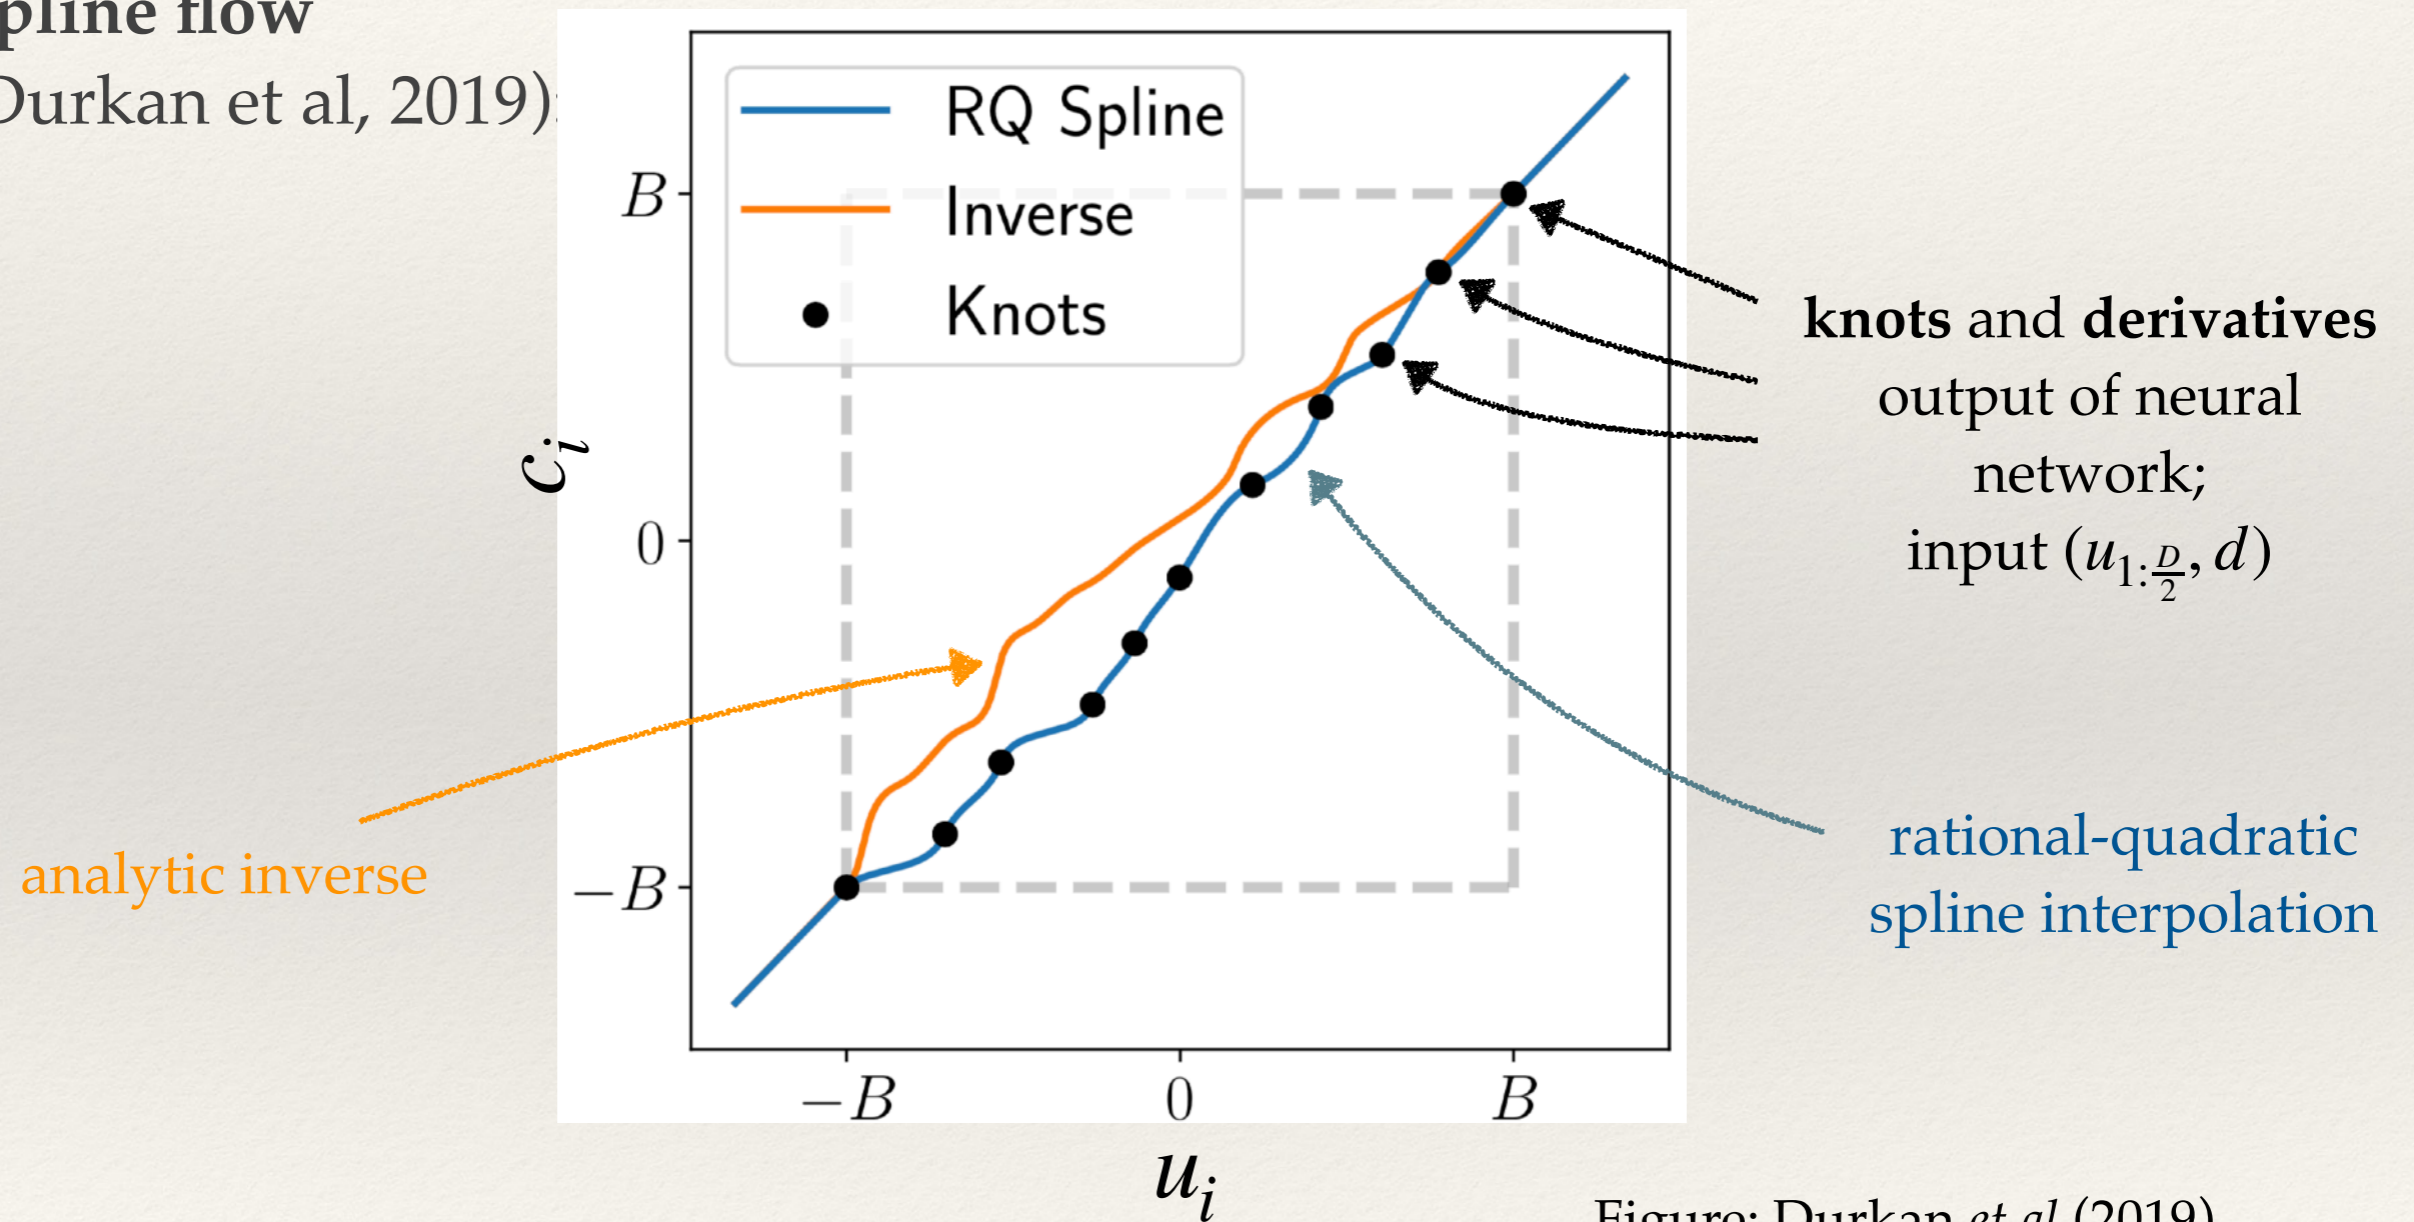 pline flow
Durkan et al, 2019):
RQ Spline
Inverse
Knots
B
0
−B
c_i
−B
0
B
u_i
knots and derivatives
output of neural
network;
input (u_{1:\frac{D}{2}}, d)
analytic inverse
rational-quadratic
spline interpolation
Figure: Durkan et al (2019)